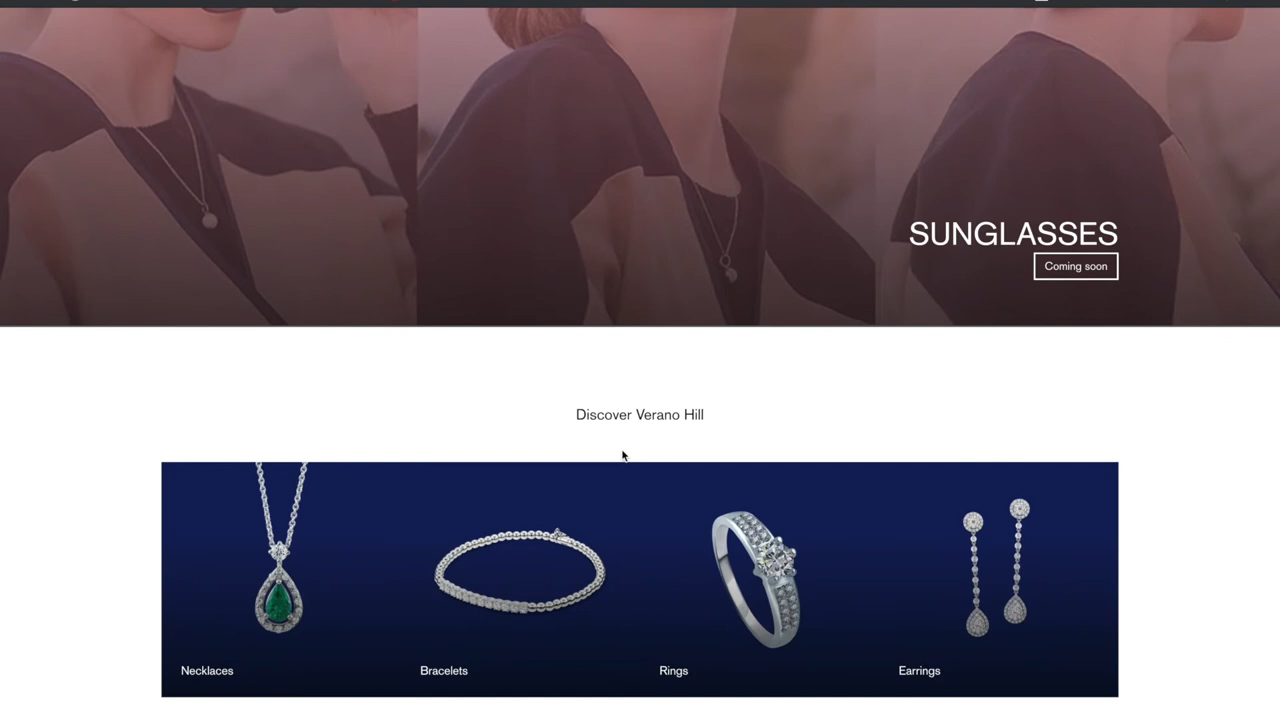 SUNGLASSES
Coming soon
Discover Verano Hill
Necklaces
Bracelets
Rings
Earrings